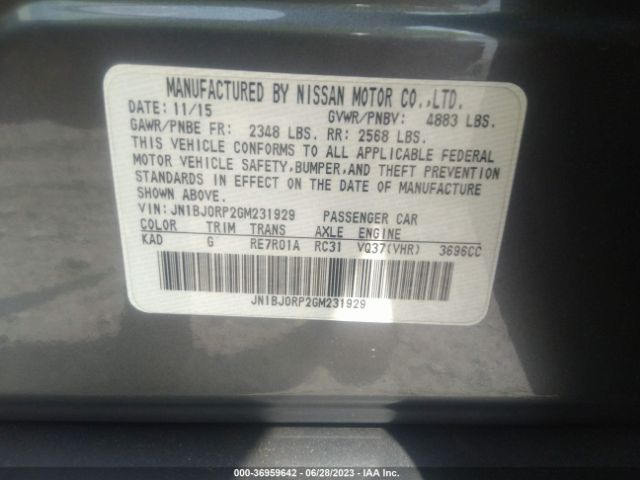 MANUFACTURED BY NISSAN MOTOR CO.,LTD.
DATE: 11/15 GVWR/PNBV: 4883 LBS.
GAWR/PNBE FR: 2348 LBS. RR: 2568 LBS.
THIS VEHICLE CONFORMS TO ALL APPLICABLE FEDERAL
MOTOR VEHICLE SAFETY,BUMPER,AND THEFT PREVENTION
STANDARDS IN EFFECT ON THE DATE OF MANUFACTURE
SHOWN ABOVE.
VIN: JN1BJ0RP2GM231929 PASSENGER CAR
COLOR TRIM TRANS AXLE ENGINE
KAD G RE7R01A RC31 VQ37(VHR) 3696CC
JN1BJ0RP2GM231929
000-36959642 / 06/28/2023 - IAA Inc.